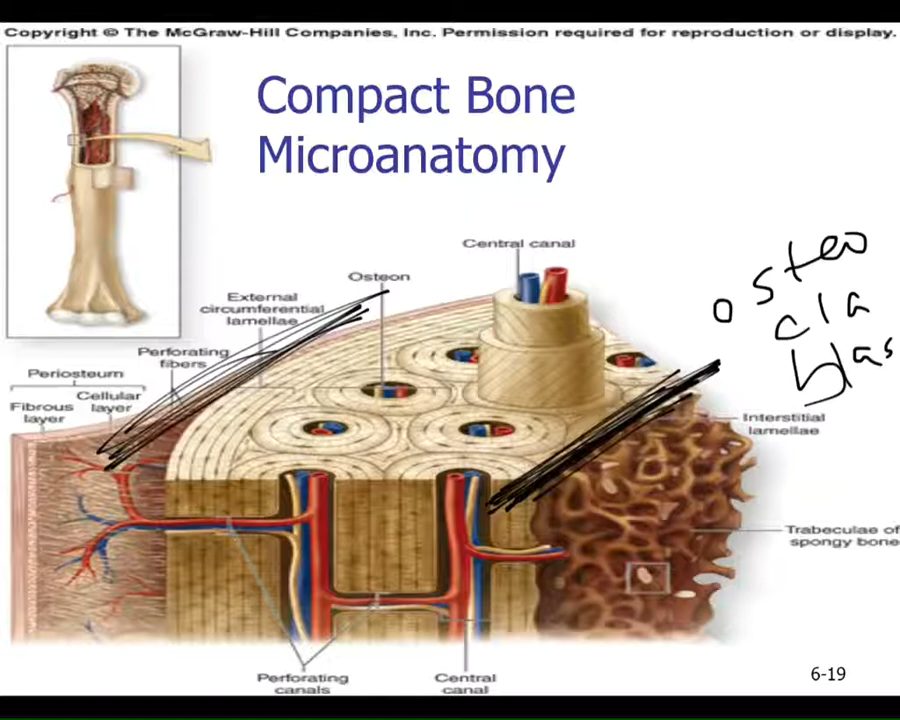 Copyright © The McGraw-Hill Companies, Inc. Permission required for reproduction or display.
Compact Bone
Microanatomy
Central canal
Osteon
External
circumferential
lamellae
Perforating
fibers
Periosteum
Fibrous
layer
Cellular
layer
osteo
cla
blas
Interstitial
lamellae
Trabeculae of
spongy bone
Perforating
canals
Central
canal
6-19